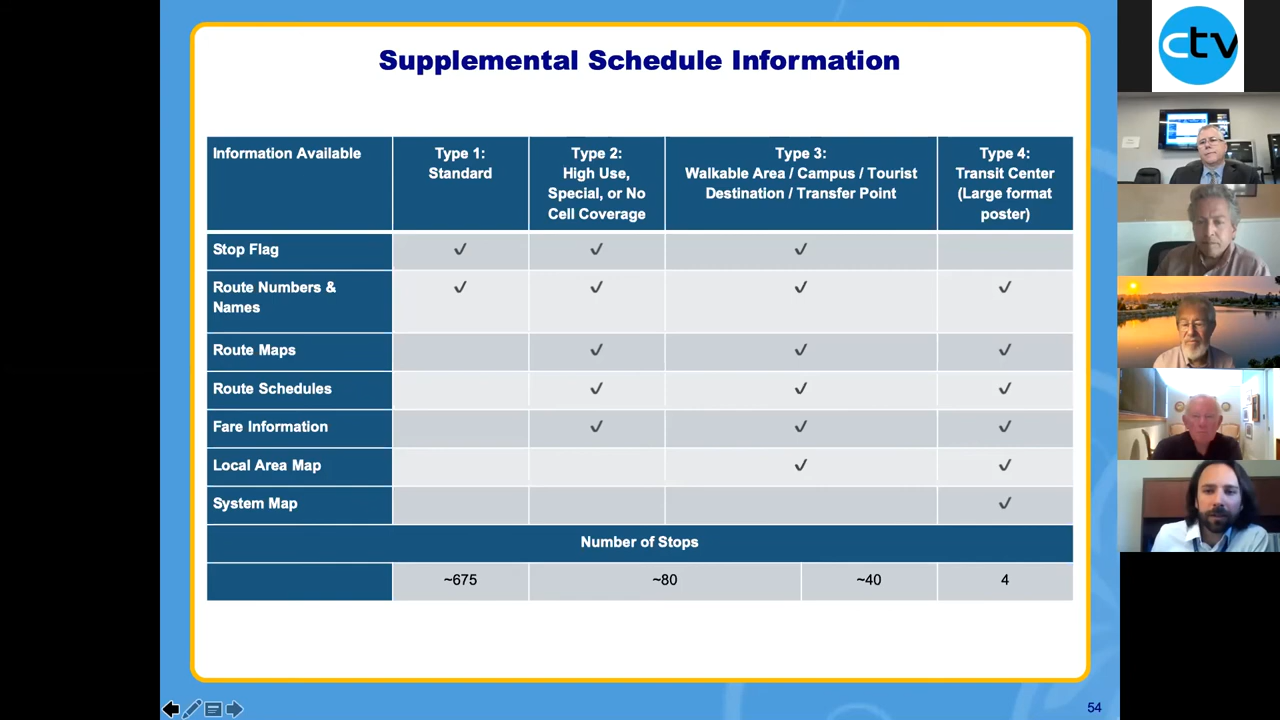 Supplemental Schedule Information
Information Available
Type 1:
Standard
Type 2:
High Use,
Special, or No
Cell Coverage
Type 3:
Walkable Area / Campus / Tourist
Destination / Transfer Point
Type 4:
Transit Center
(Large format
poster)
Stop Flag ✓ ✓ ✓
Route Numbers &
Names
✓ ✓ ✓ ✓
Route Maps ✓ ✓ ✓
Route Schedules ✓ ✓ ✓
Fare Information ✓ ✓ ✓
Local Area Map ✓ ✓
System Map ✓
Number of Stops
~675 ~80 ~40 4
54
ctv